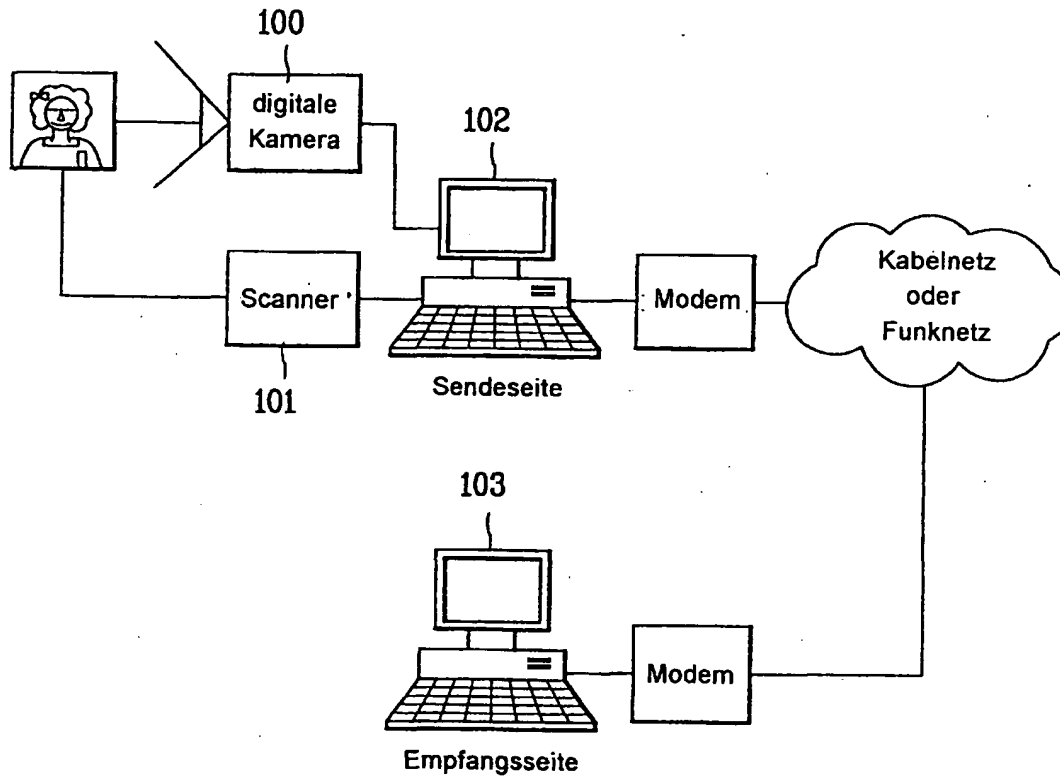 100
digitale
Kamera
102
Scanner
101
Sendeseite
Modem
Kabelnetz
oder
Funknetz
103
Modem
Empfangsseite